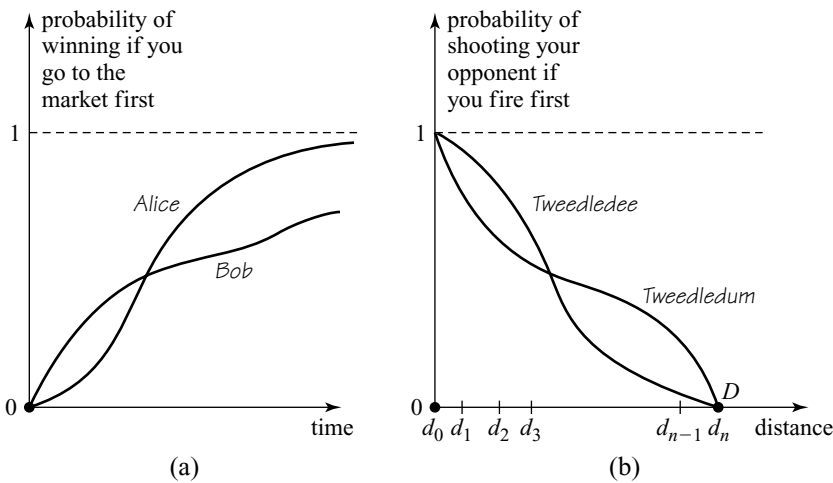 probability of
winning if you
go to the
market first
1
Alice
Bob
0
time
(a)
probability of
shooting your
opponent if
you fire first
1
Tweedledee
Tweedledum
D
0
d0 d1 d2 d3 dn−1 dn distance
(b)